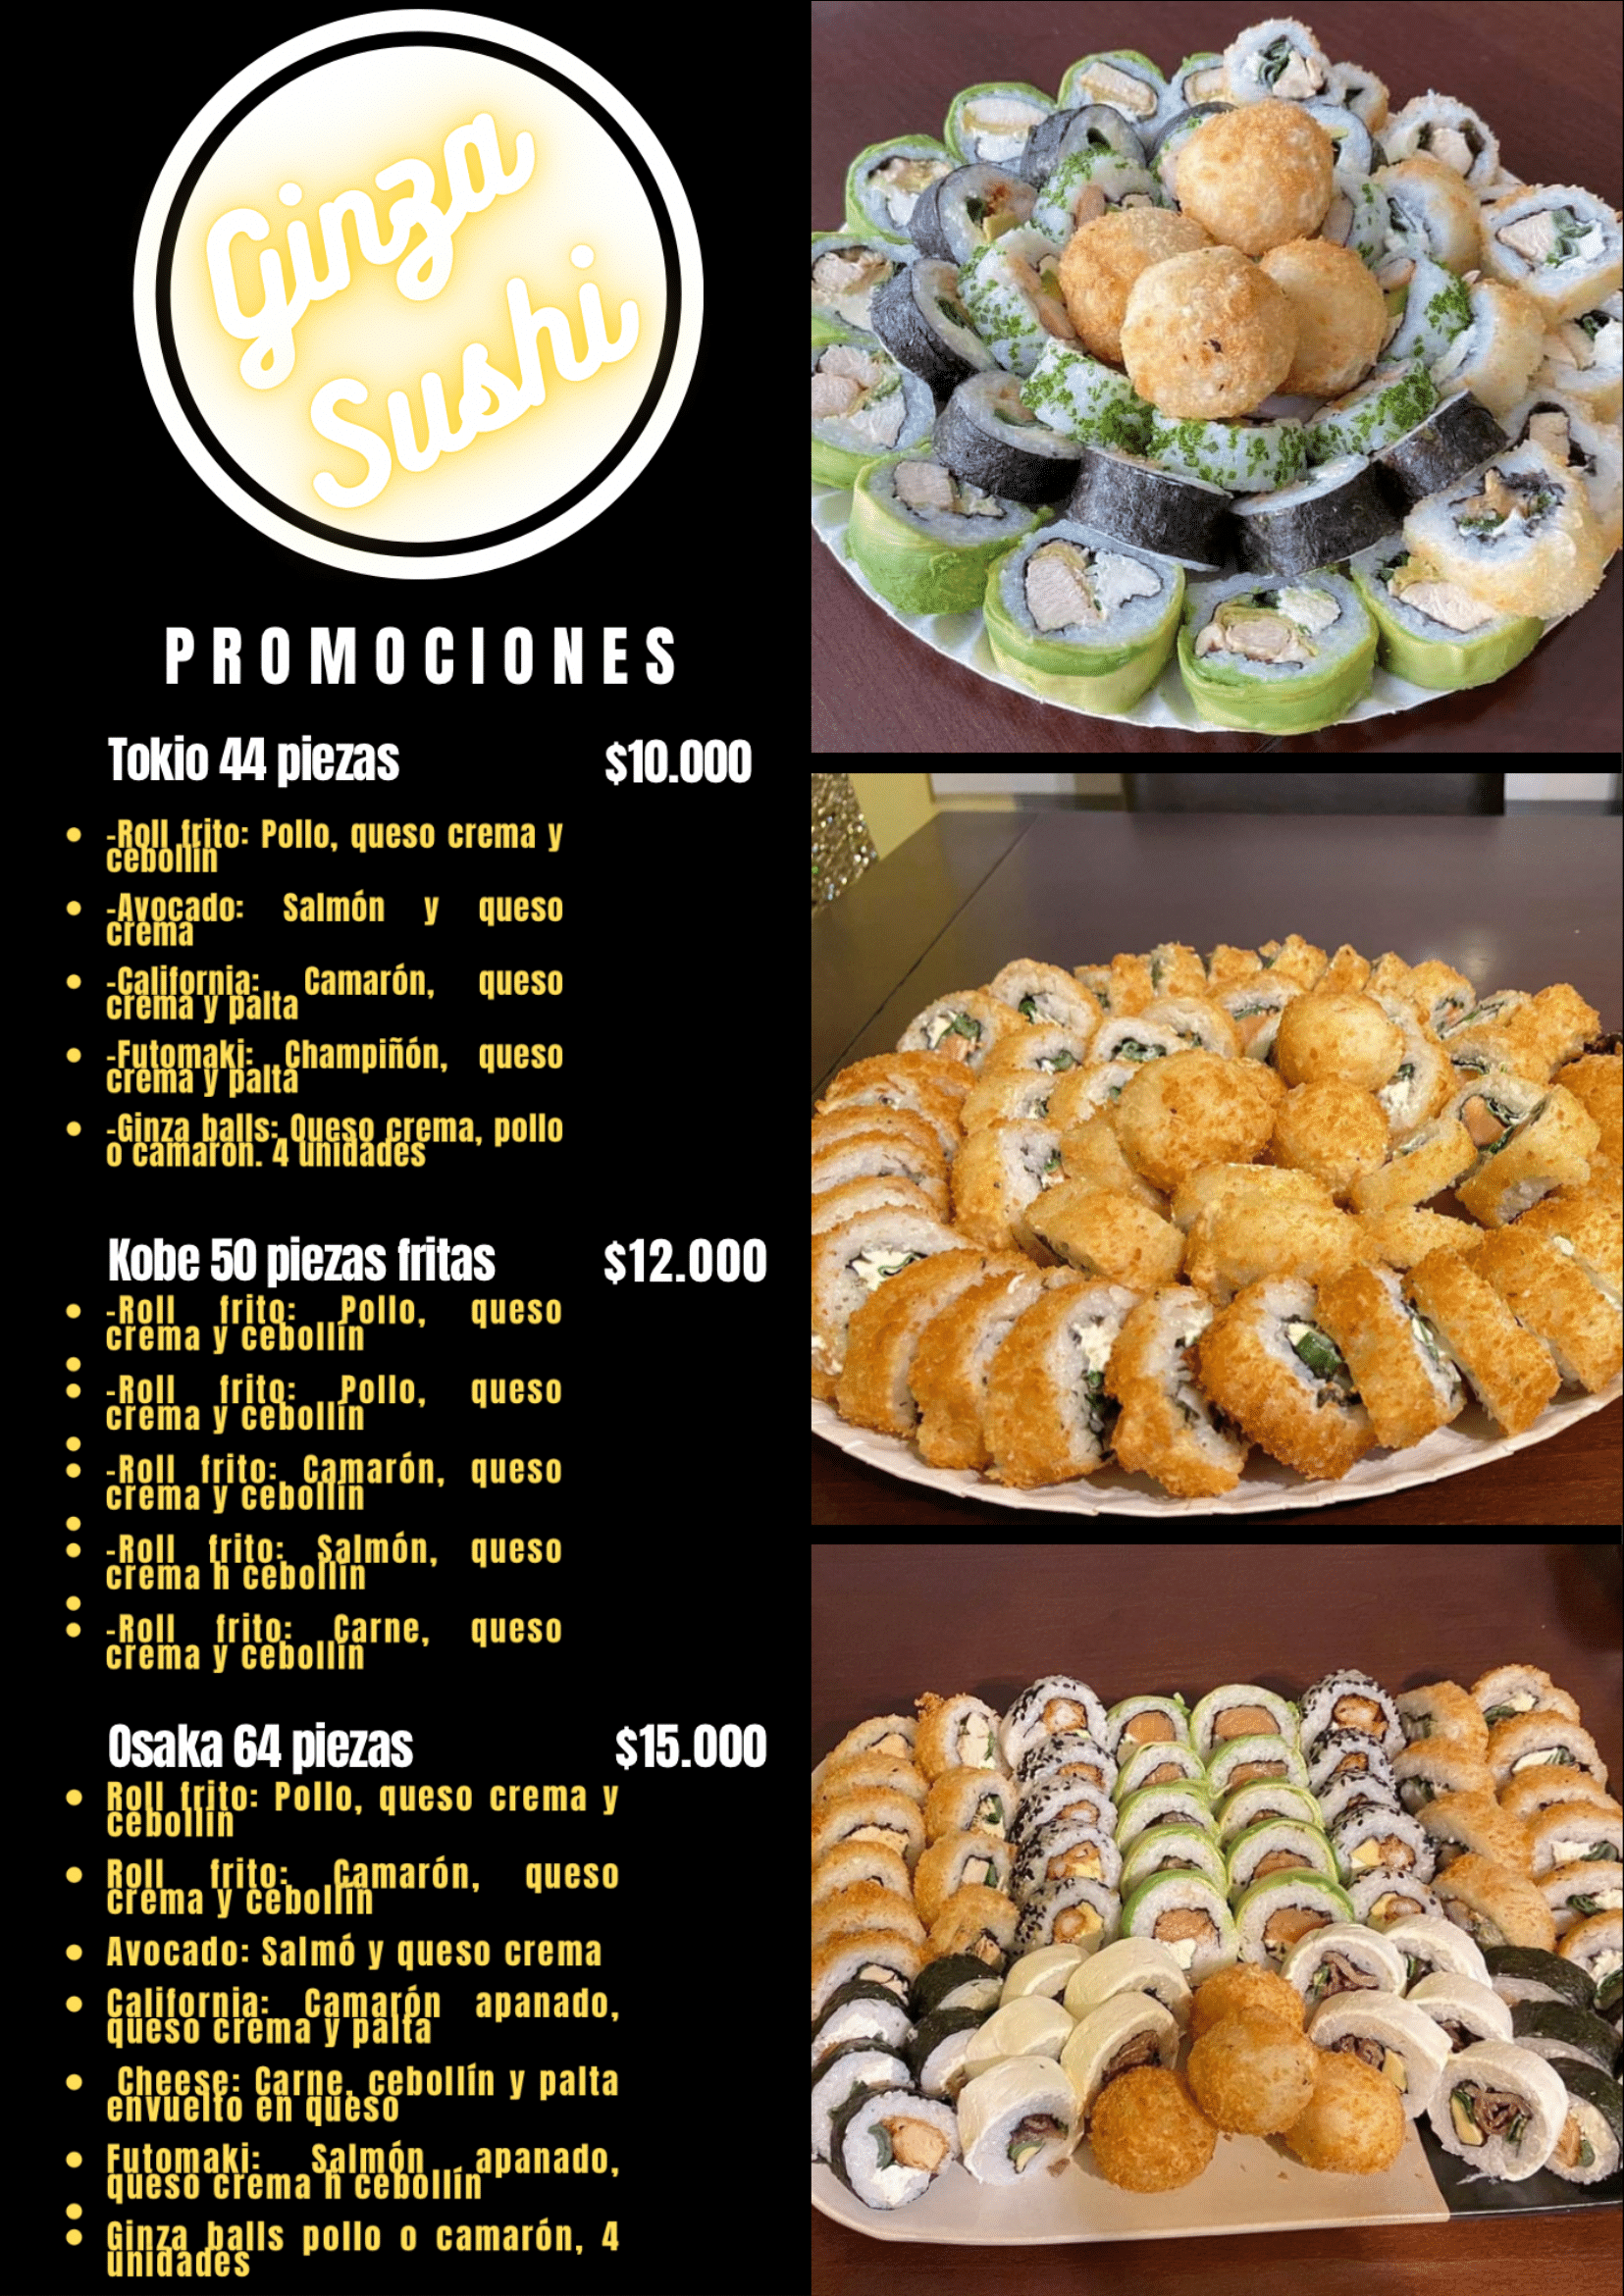 Ginza
Sushi
PROMOCIONES
Tokio 44 piezas $10.000
-Roll frito: Pollo, queso crema y
cebollín
-Avocado: Salmón y queso
crema
-California: Camarón, queso
crema y palta
-Futomaki: Champiñón, queso
crema y palta
-Ginza balls: Queso crema, pollo
o camarón. 4 unidades
Kobe 50 piezas fritas $12.000
-Roll frito: Pollo, queso
crema y cebollín
-Roll frito: Pollo, queso
crema y cebollín
-Roll frito: Camarón, queso
crema y cebollín
-Roll frito: Salmón, queso
crema h cebollín
-Roll frito: Carne, queso
crema y cebollín
Osaka 64 piezas $15.000
Roll frito: Pollo, queso crema y
cebollín
Roll frito: Camarón, queso
crema y cebollín
Avocado: Salmó y queso crema
California: Camarón apanado,
queso crema y palta
Cheese: Carne, cebollín y palta
envuelto en queso
Futomaki: Salmón apanado,
queso crema h cebollín
Ginza balls pollo o camarón, 4
unidades